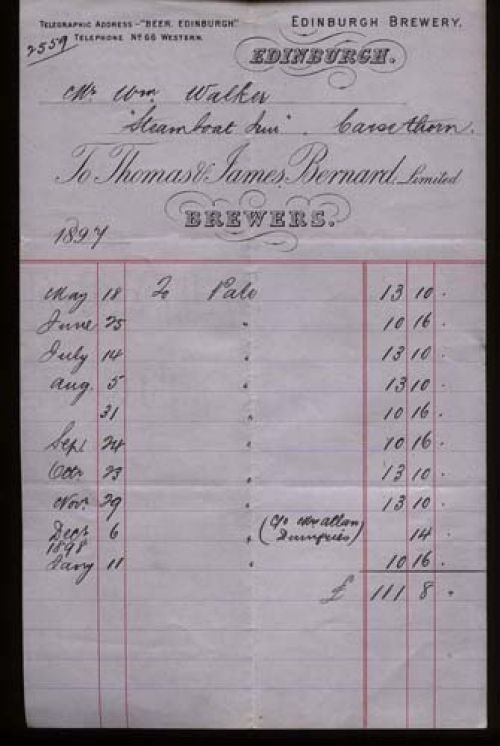 TELEGRAPHIC ADDRESS-"BEER, EDINBURGH" EDINBURGH BREWERY.
2559 TELEPHONE No 66 WESTERN.
EDINBURGH.
Mr Wm Walker
"Steamboat Inn". Carsethorn.
To Thomas & James Bernard, Limited
BREWERS.
1897
May 18 To Pale 13 10 .
June 25 " 10 16 .
July 14 " 13 10 .
Aug. 5 " 13 10 .
31 " 10 16 .
Sept 24 " 10 16 .
Octr 23 " 13 10 .
Novr 29 " 13 10 .
Decr 6 " (C/o Mr Allan Dumfries) 14 .
1898
Jany 11 " 10 16 .
£ 111 8 .